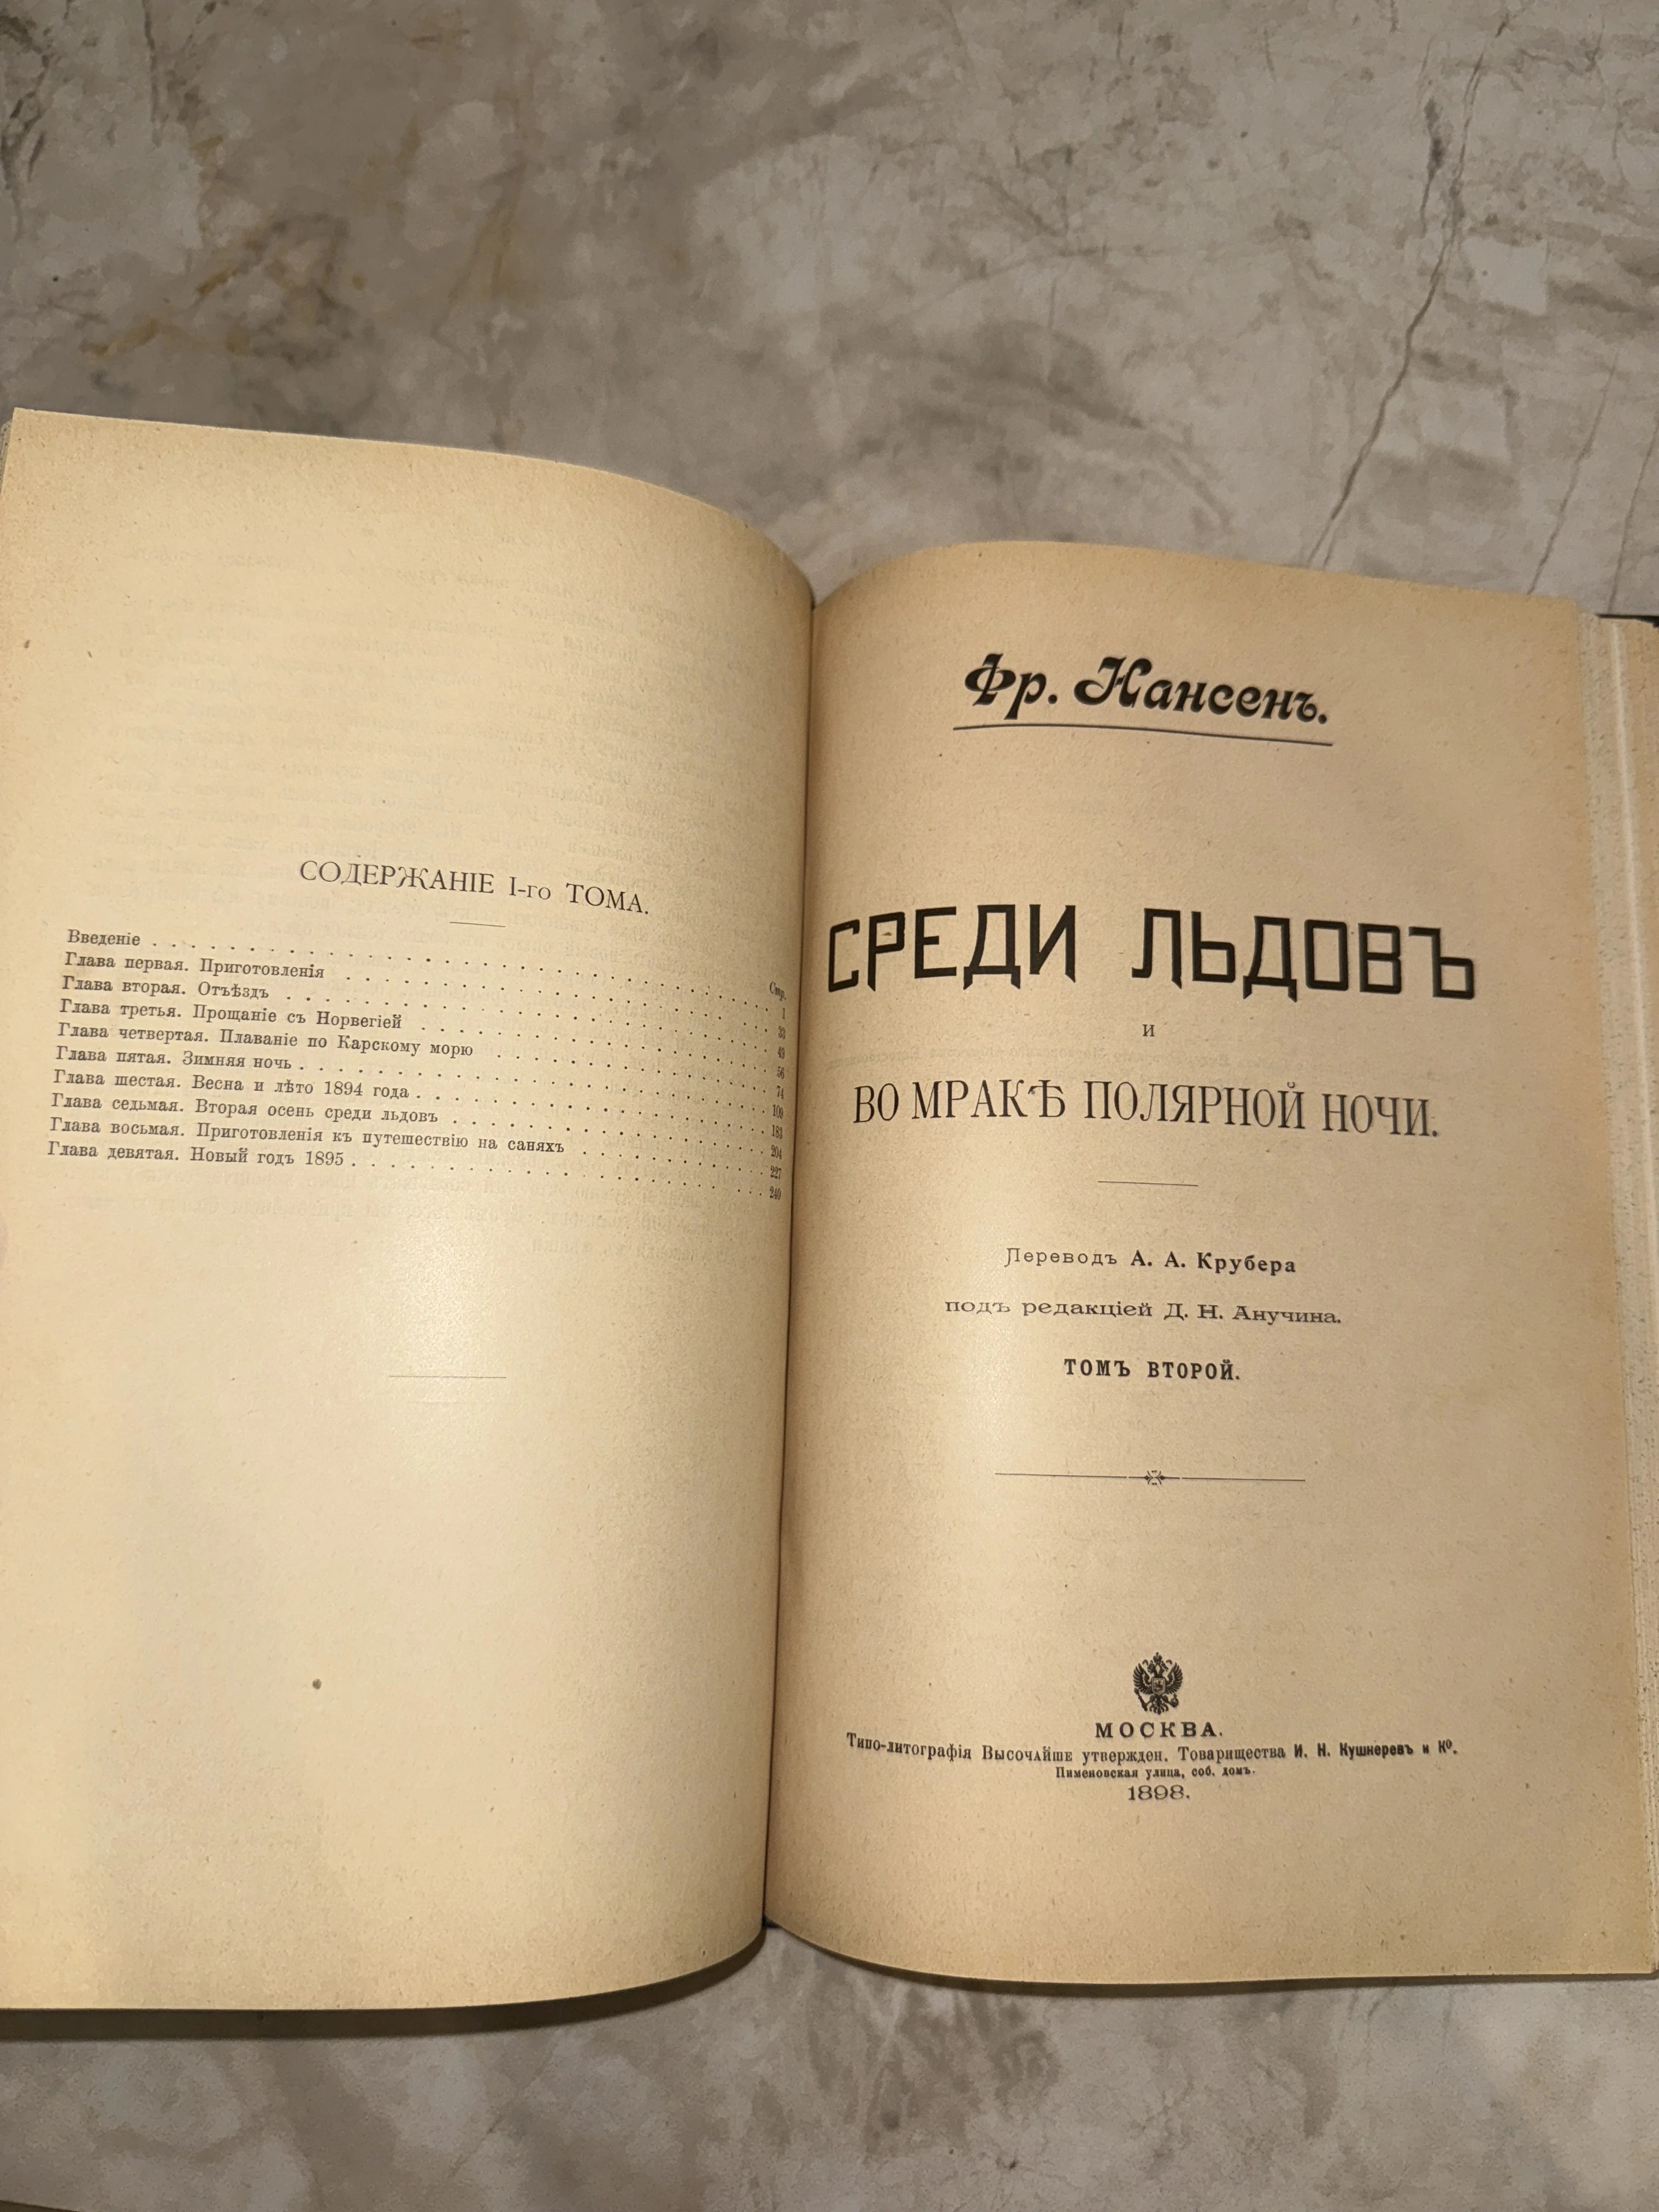 СОДЕРЖАНІЕ I-го ТОМА.
Стр.
Введеніе . . . . . 1
Глава первая. Приготовленія . . . . . 33
Глава вторая. Отъѣздъ . . . . . 49
Глава третья. Прощаніе съ Норвегіей . . . . . 56
Глава четвертая. Плаваніе по Карскому морю . . . . . 74
Глава пятая. Зимняя ночь . . . . . 109
Глава шестая. Весна и лѣто 1894 года . . . . . 183
Глава седьмая. Вторая осень среди льдовъ . . . . . 204
Глава восьмая. Приготовленія къ путешествію на саняхъ . . . . . 227
Глава девятая. Новый годъ 1895 . . . . . 240
Фр. Нансенъ.
СРЕДИ ЛЬДОВЪ
и
ВО МРАКѢ ПОЛЯРНОЙ НОЧИ.
Переводъ А. А. Крубера
подъ редакціей Д. Н. Анучина.
ТОМЪ ВТОРОЙ.
МОСКВА.
Типо-литографія Высочайше утвержден. Товарищества И. Н. Кушнеревъ и Ко.
Пименовская улица, соб. домъ.
1898.